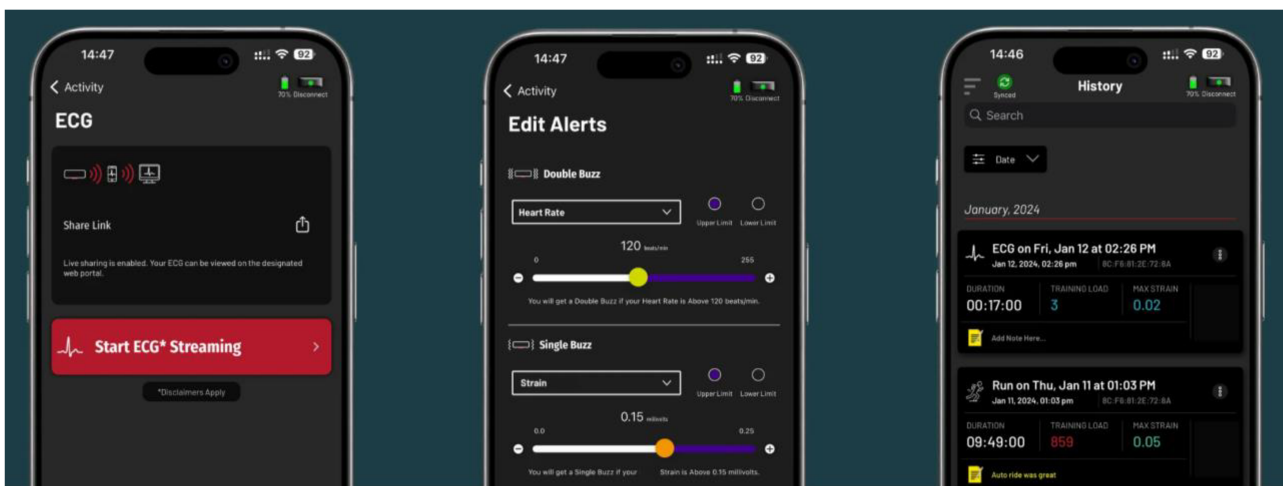 14:47
92
Activity
70% Disconnect
ECG
Share Link
Live sharing is enabled. Your ECG can be viewed on the designated
web portal.
Start ECG* Streaming
*Disclaimers Apply
14:47
92
Activity
70% Disconnect
Edit Alerts
Double Buzz
Heart Rate
Upper Limit Lower Limit
120 beats/min
0 255
You will get a Double Buzz if your Heart Rate is Above 120 beats/min.
Single Buzz
Strain
Upper Limit Lower Limit
0.15 millivolts
0.0 0.25
You will get a Single Buzz if your Strain is Above 0.15 millivolts.
14:46
92
Synced
History
70% Disconnect
Search
Date
January, 2024
ECG on Fri, Jan 12 at 02:26 PM
Jan 12, 2024, 02:26 pm 8C:F6:81:2E:72:8A
DURATION TRAINING LOAD MAX STRAIN
00:17:00 3 0.02
Add Note Here...
Run on Thu, Jan 11 at 01:03 PM
Jan 11, 2024, 01:03 pm 8C:F6:81:2E:72:8A
DURATION TRAINING LOAD MAX STRAIN
09:49:00 859 0.05
Auto ride was great